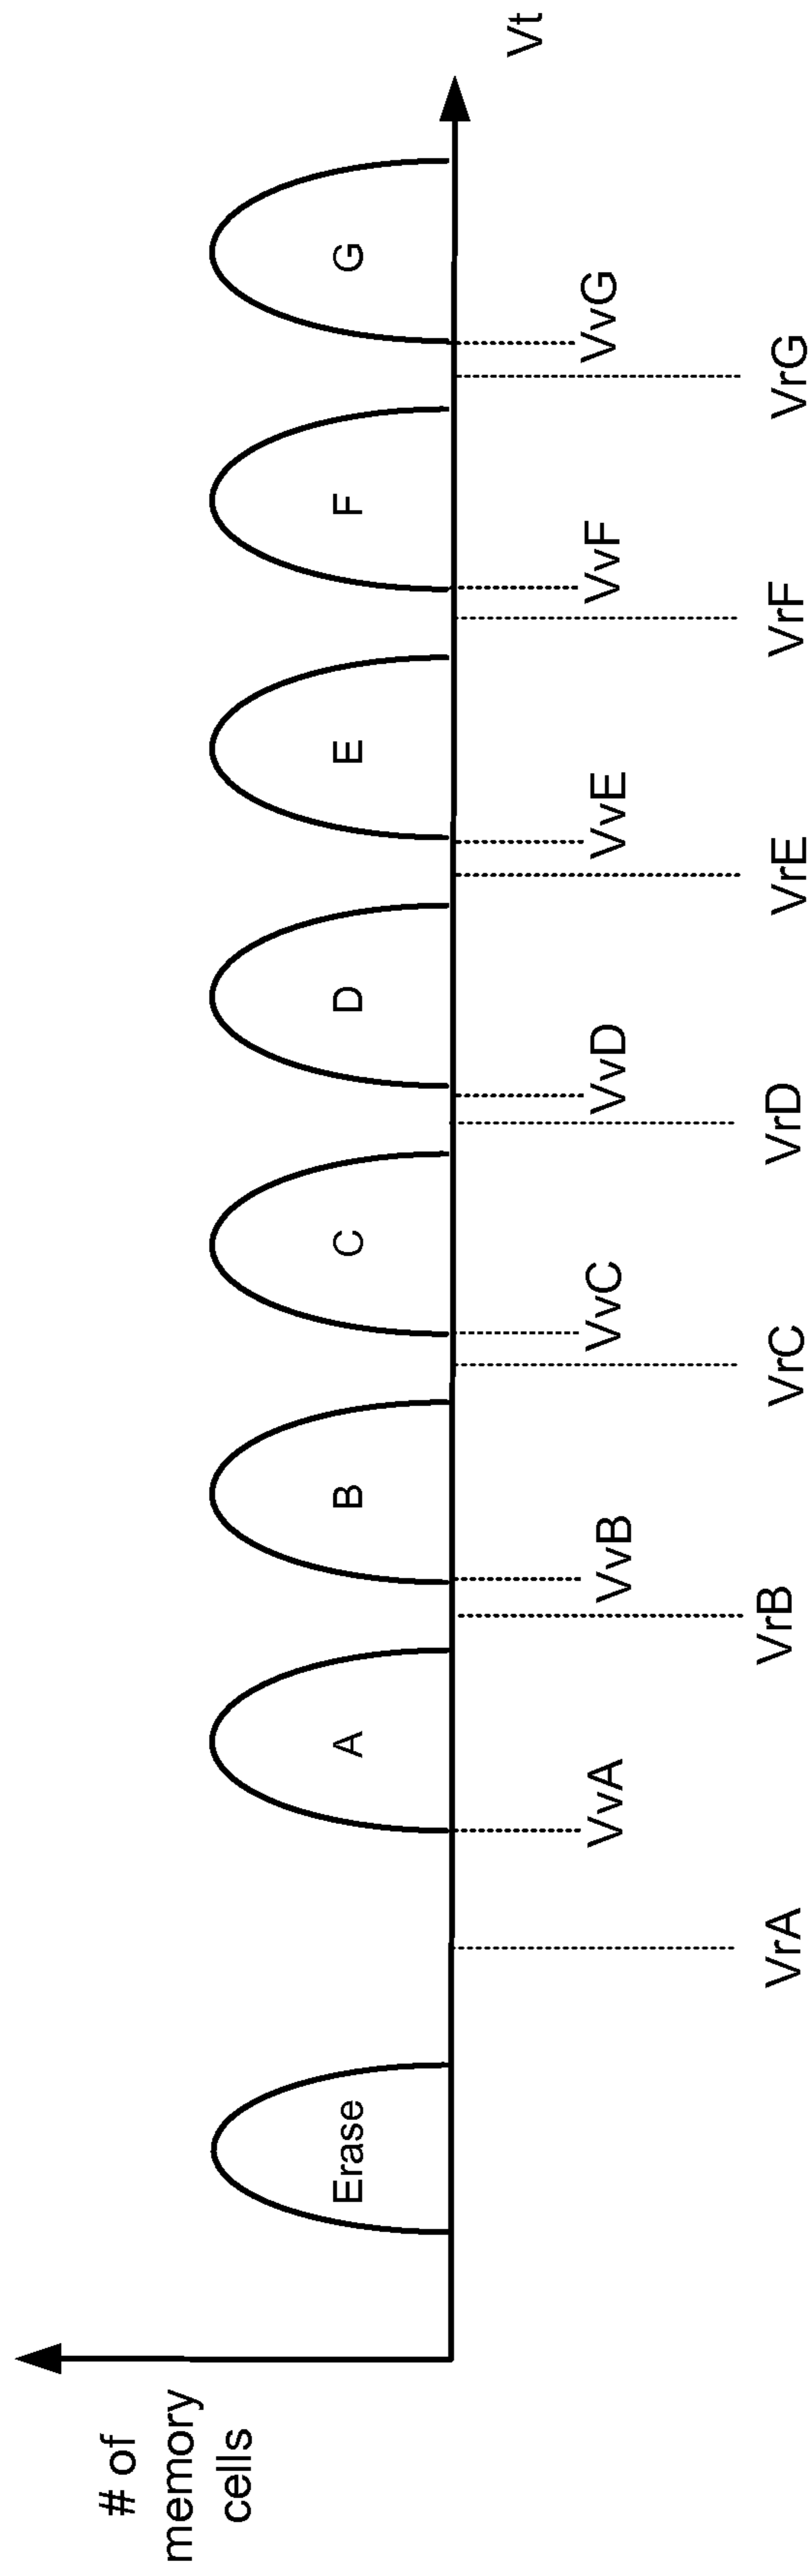 # of
memory
cells
Erase
A
B
C
D
E
F
G
Vt
VvA
VvB
VvC
VvD
VvE
VvF
VvG
VrA
VrB
VrC
VrD
VrE
VrF
VrG